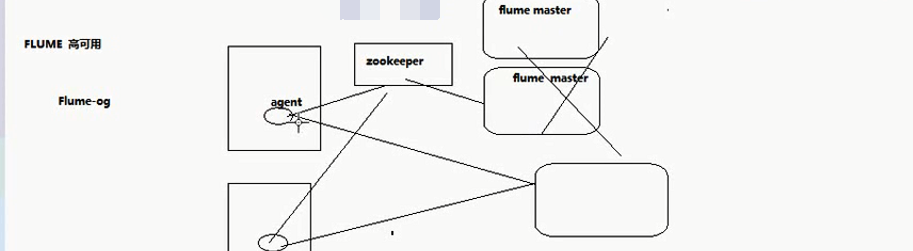 flume master
FLUME 高可用
zookeeper
flume master
Flume-og
agent